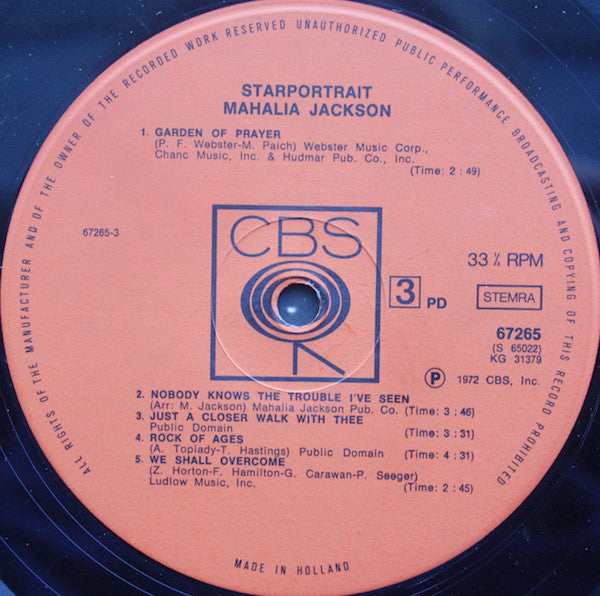 ALL RIGHTS OF THE MANUFACTURER AND OF THE OWNER OF THE RECORDED WORK RESERVED UNAUTHORIZED PUBLIC PERFORMANCE BROADCASTING AND COPYING OF THIS RECORD PROHIBITED
STARPORTRAIT
MAHALIA JACKSON
1. GARDEN OF PRAYER
(P. F. Webster-M. Paich) Webster Music Corp.,
Chanc Music, Inc. & Hudmar Pub. Co., Inc.
(Time: 2 : 49)
67265-3
CBS
33 ⅓ RPM
3 PD
STEMRA
67265
(S 65022)
KG 31379
Ⓟ 1972 CBS, Inc.
2. NOBODY KNOWS THE TROUBLE I'VE SEEN
(Arr: M. Jackson) Mahalia Jackson Pub. Co. (Time: 3 : 46)
3. JUST A CLOSER WALK WITH THEE
Public Domain (Time: 3 : 31)
4. ROCK OF AGES
(A. Toplady-T. Hastings) Public Domain (Time: 4 : 31)
5. WE SHALL OVERCOME
(Z. Horton-F. Hamilton-G. Carawan-P. Seeger)
Ludlow Music, Inc. (Time: 2 : 45)
MADE IN HOLLAND